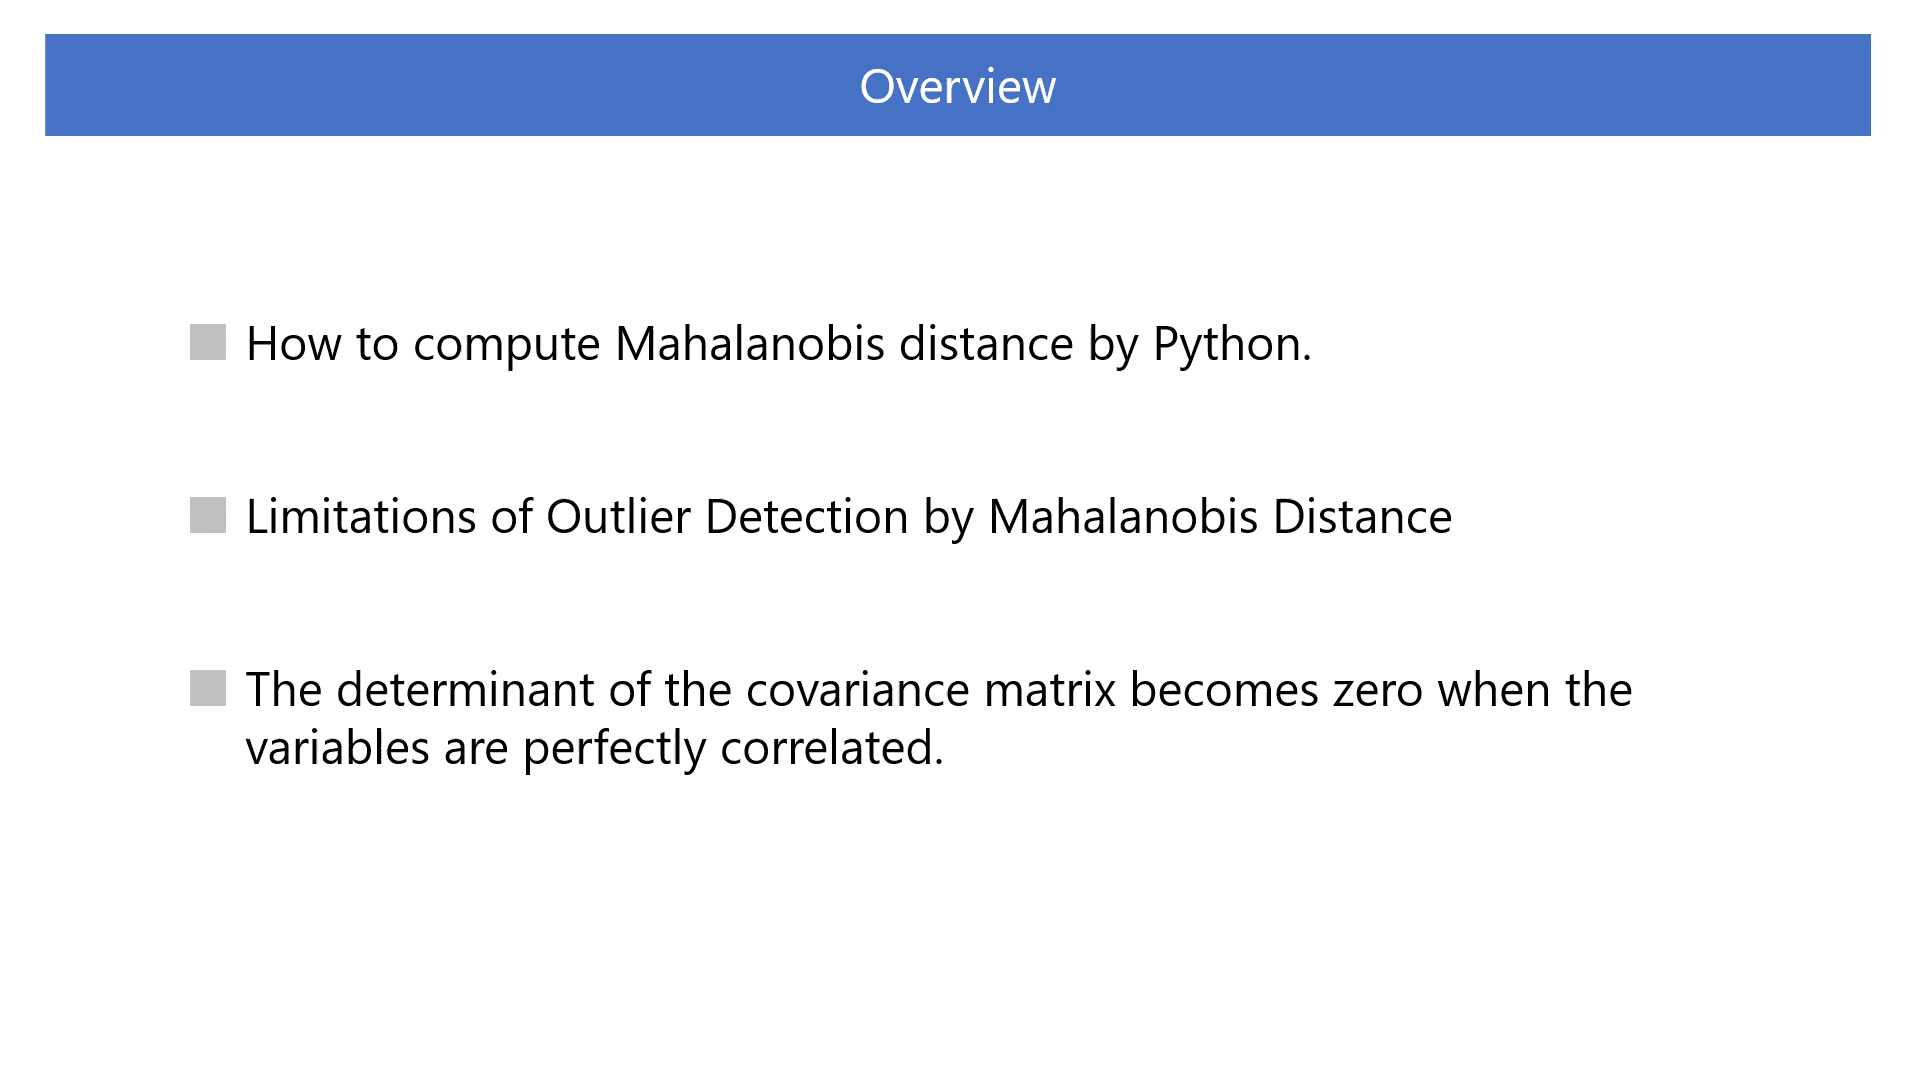 Overview
How to compute Mahalanobis distance by Python.
Limitations of Outlier Detection by Mahalanobis Distance
The determinant of the covariance matrix becomes zero when the
variables are perfectly correlated.